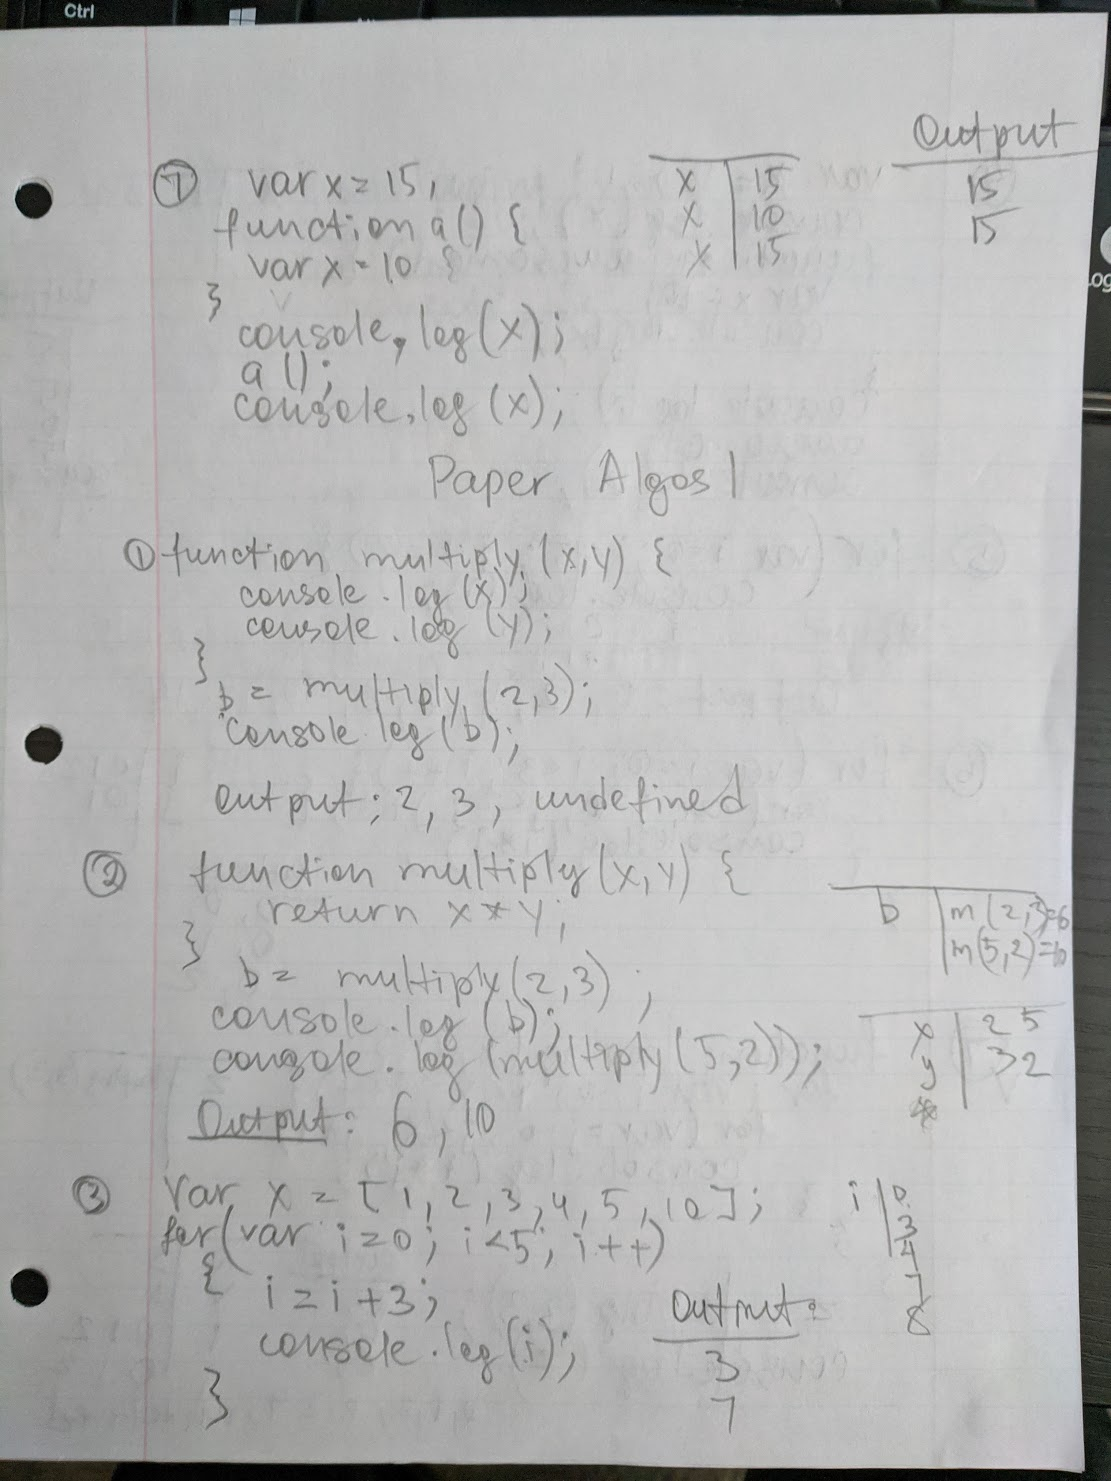 Ctrl
Output
⑦ var x = 15,
x | 15
15
function a() {
x | 10
15
var x = 10 {
x | 15
}
console.log(x);
a();
console.log(x);
Paper Algos 1
① function multiply(x,y) {
console.log(x);
console.log(y);
}
b = multiply(2,3);
console.log(b);
output: 2, 3, undefined
② function multiply(x,y) {
return x*y;
}
b | m(2,3)=6
m(5,2)=10
b = multiply(2,3);
console.log(b);
console.log(multiply(5,2));
x | 2 5
y | 3 2
Output: 6, 10
③ Var x = [1,2,3,4,5,10];
for(var i=0; i<5; i++)
{
i = i+3;
console.log(i);
}
i | 0
3
4
7
8
Output:
3
7